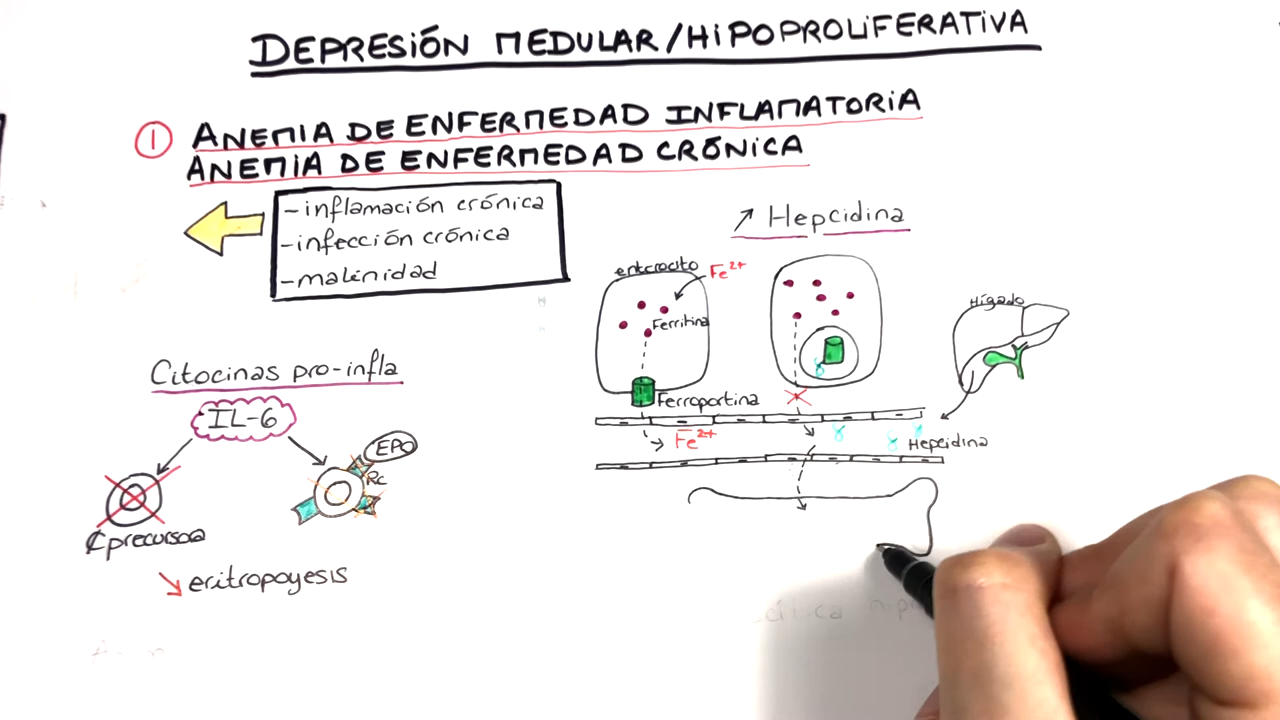 DEPRESIÓN MEDULAR/HIPOPROLIFERATIVA
① ANEMIA DE ENFERMEDAD INFLAMATORIA
ANEMIA DE ENFERMEDAD CRÓNICA
-inflamación crónica
-infección crónica
-malinidad
↗ Hepcidina
enterocito
Fe²⁺
Ferritina
Hígado
Ferroportina
Fe²⁺
Hepcidina
Citocinas pro-infla
IL-6
EPO
Rc
₵ precursora
↘ eritropoyesis